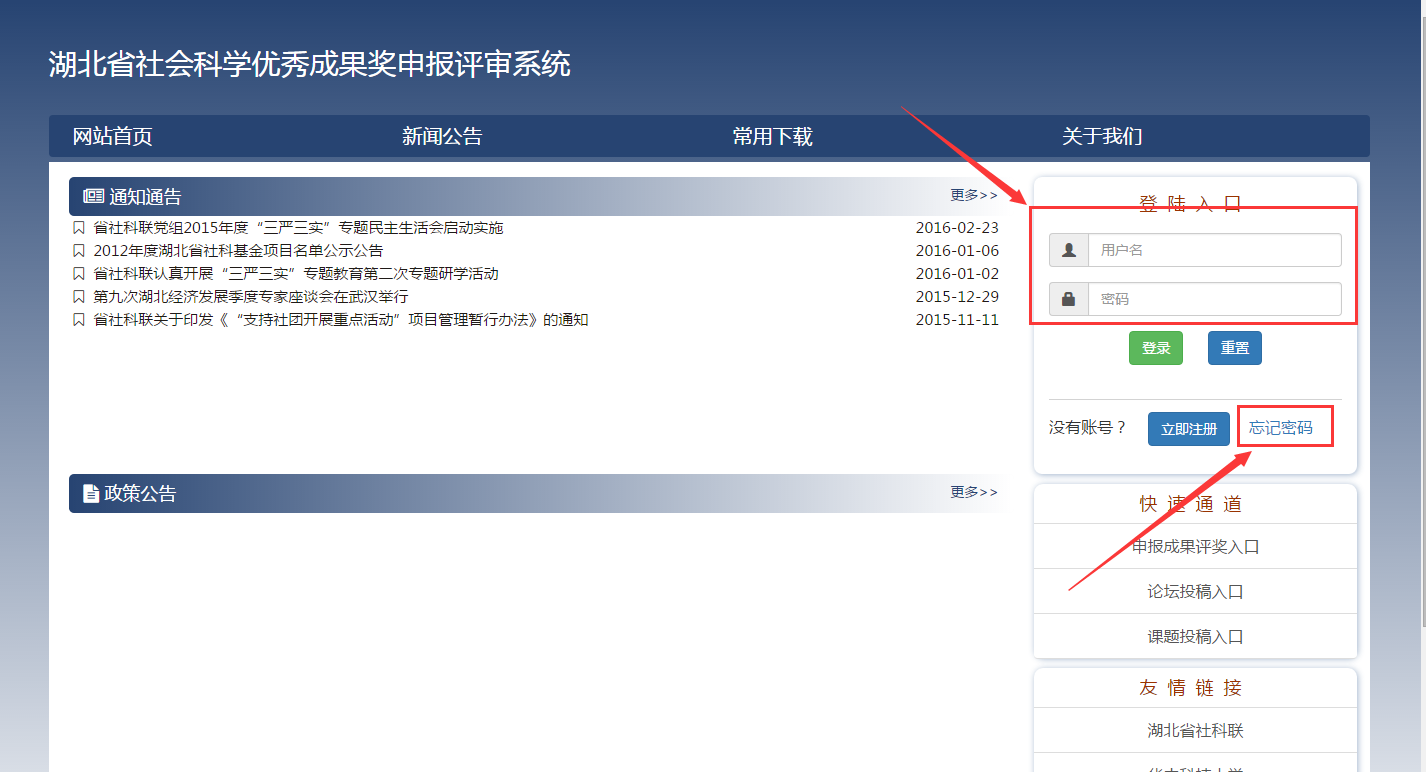 湖北省社会科学优秀成果奖申报评审系统
网站首页 新闻公告 常用下载 关于我们
通知通告 更多>>
省社科联党组2015年度“三严三实”专题民主生活会启动实施 2016-02-23
2012年度湖北省社科基金项目名单公示公告 2016-01-06
省社科联认真开展“三严三实”专题教育第二次专题研学活动 2016-01-02
第九次湖北经济发展季度专家座谈会在武汉举行 2015-12-29
省社科联关于印发《“支持社团开展重点活动”项目管理暂行办法》的通知 2015-11-11
政策公告 更多>>
登陆入口
用户名
密码
登录 重置
没有账号？ 立即注册 忘记密码
快速通道
申报成果评奖入口
论坛投稿入口
课题投稿入口
友情链接
湖北省社科联